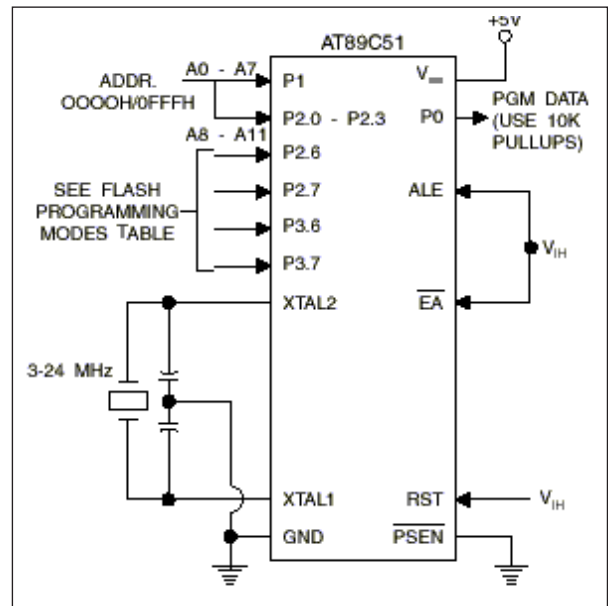 AT89C51
+5V
A0 - A7
ADDR.
OOOOH/0FFFH
P1
P2.0 - P2.3
A8 - A11
P2.6
P2.7
P3.6
P3.7
SEE FLASH
PROGRAMMING
MODES TABLE
XTAL2
3-24 MHz
XTAL1
GND
P0
PGM DATA
(USE 10K
PULLUPS)
ALE
VIH
EA
RST
VIH
PSEN